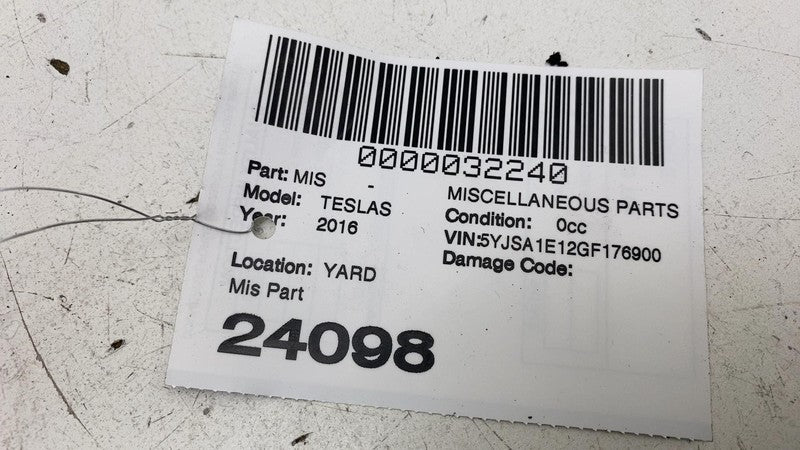 0000032240
Part: MIS - MISCELLANEOUS PARTS
Model: TESLAS Condition: 0cc
Year: 2016 VIN:5YJSA1E12GF176900
Damage Code:
Location: YARD
Mis Part
24098